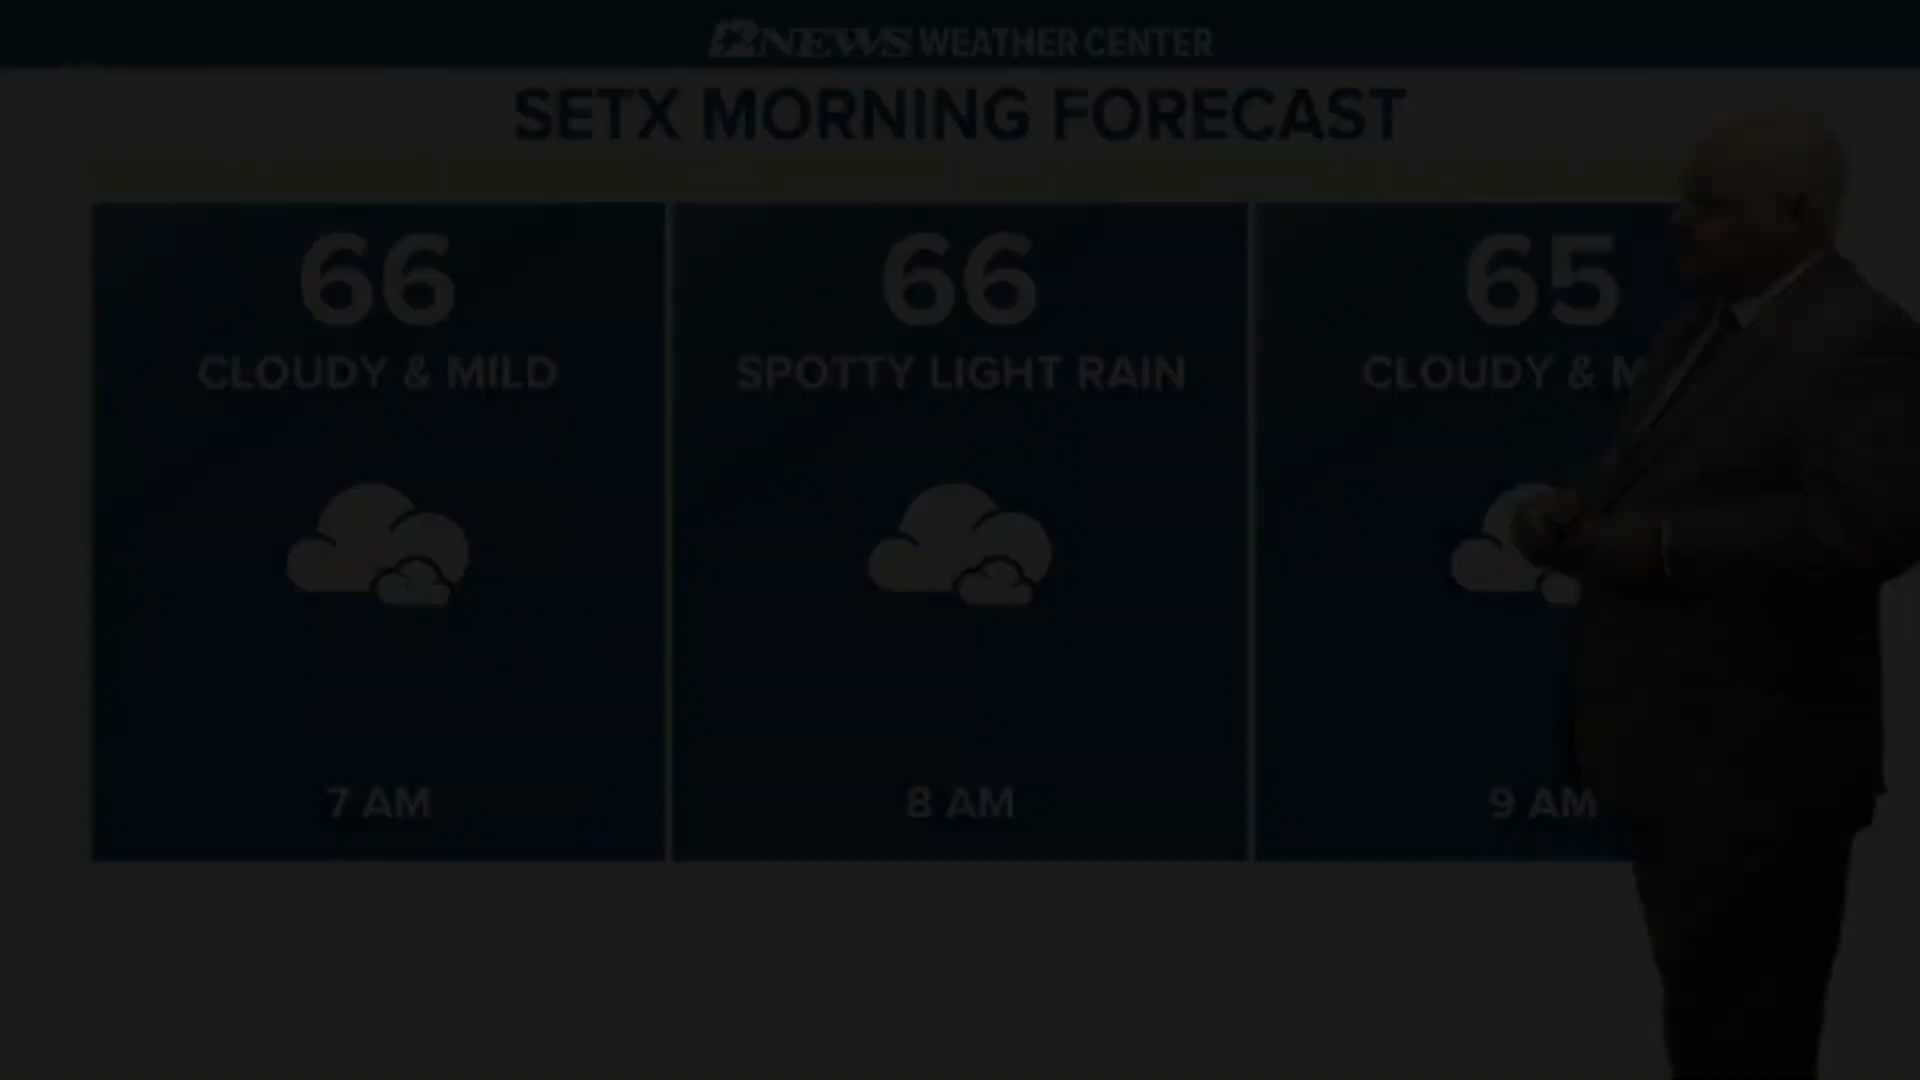 12NEWS WEATHER CENTER
SETX MORNING FORECAST
66
CLOUDY & MILD
7 AM
66
SPOTTY LIGHT RAIN
8 AM
65
CLOUDY & M
9 AM